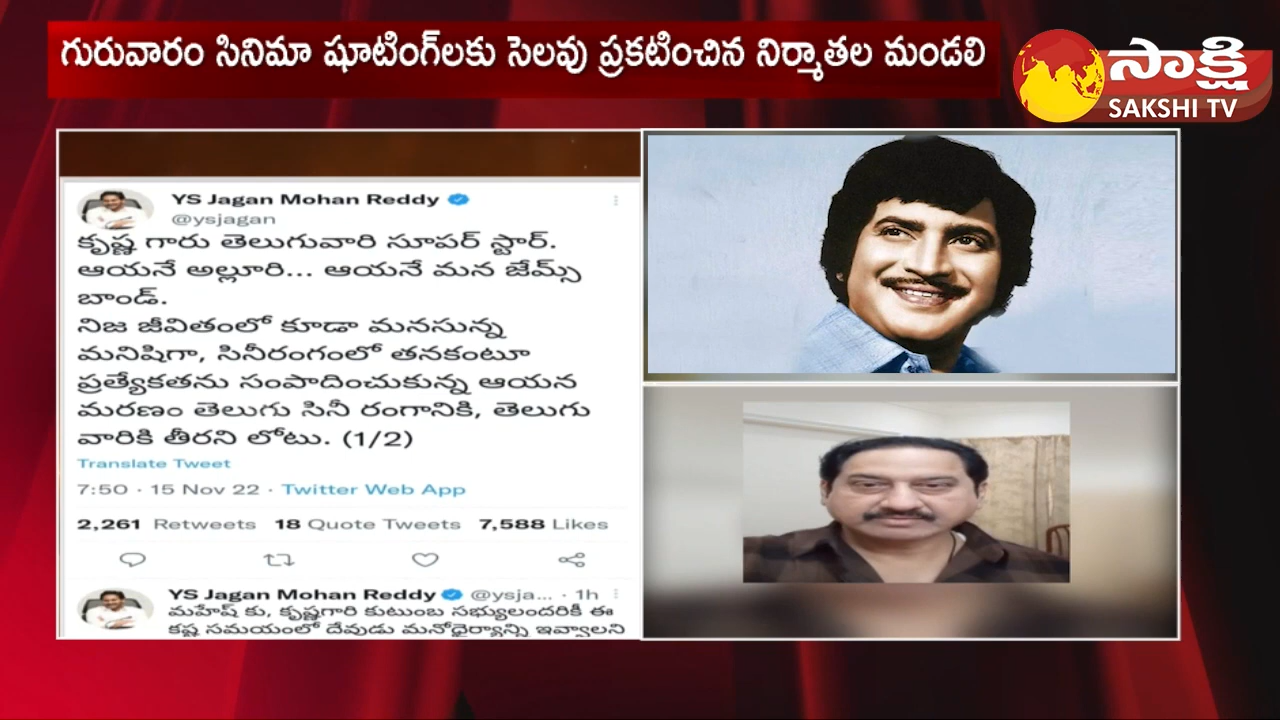 గురువారం సినిమా షూటింగ్‌లకు సెలవు ప్రకటించిన నిర్మాతల మండలి
సాక్షి
SAKSHI TV
YS Jagan Mohan Reddy
@ysjagan
కృష్ణ గారు తెలుగువారి సూపర్ స్టార్.
ఆయనే అల్లూరి... ఆయనే మన జేమ్స్
బాండ్.
నిజ జీవితంలో కూడా మనసున్న
మనిషిగా, సినీరంగంలో తనకంటూ
ప్రత్యేకతను సంపాదించుకున్న ఆయన
మరణం తెలుగు సినీ రంగానికి, తెలుగు
వారికి తీరని లోటు. (1/2)
Translate Tweet
7:50 · 15 Nov 22 · Twitter Web App
2,261 Retweets 18 Quote Tweets 7,588 Likes
YS Jagan Mohan Reddy @ysja... · 1h
మహేష్ కు, కృష్ణగారి కుటుంబ సభ్యులందరికీ ఈ
కష్ట సమయంలో దేవుడు మనోధైర్యాన్ని ఇవ్వాలని